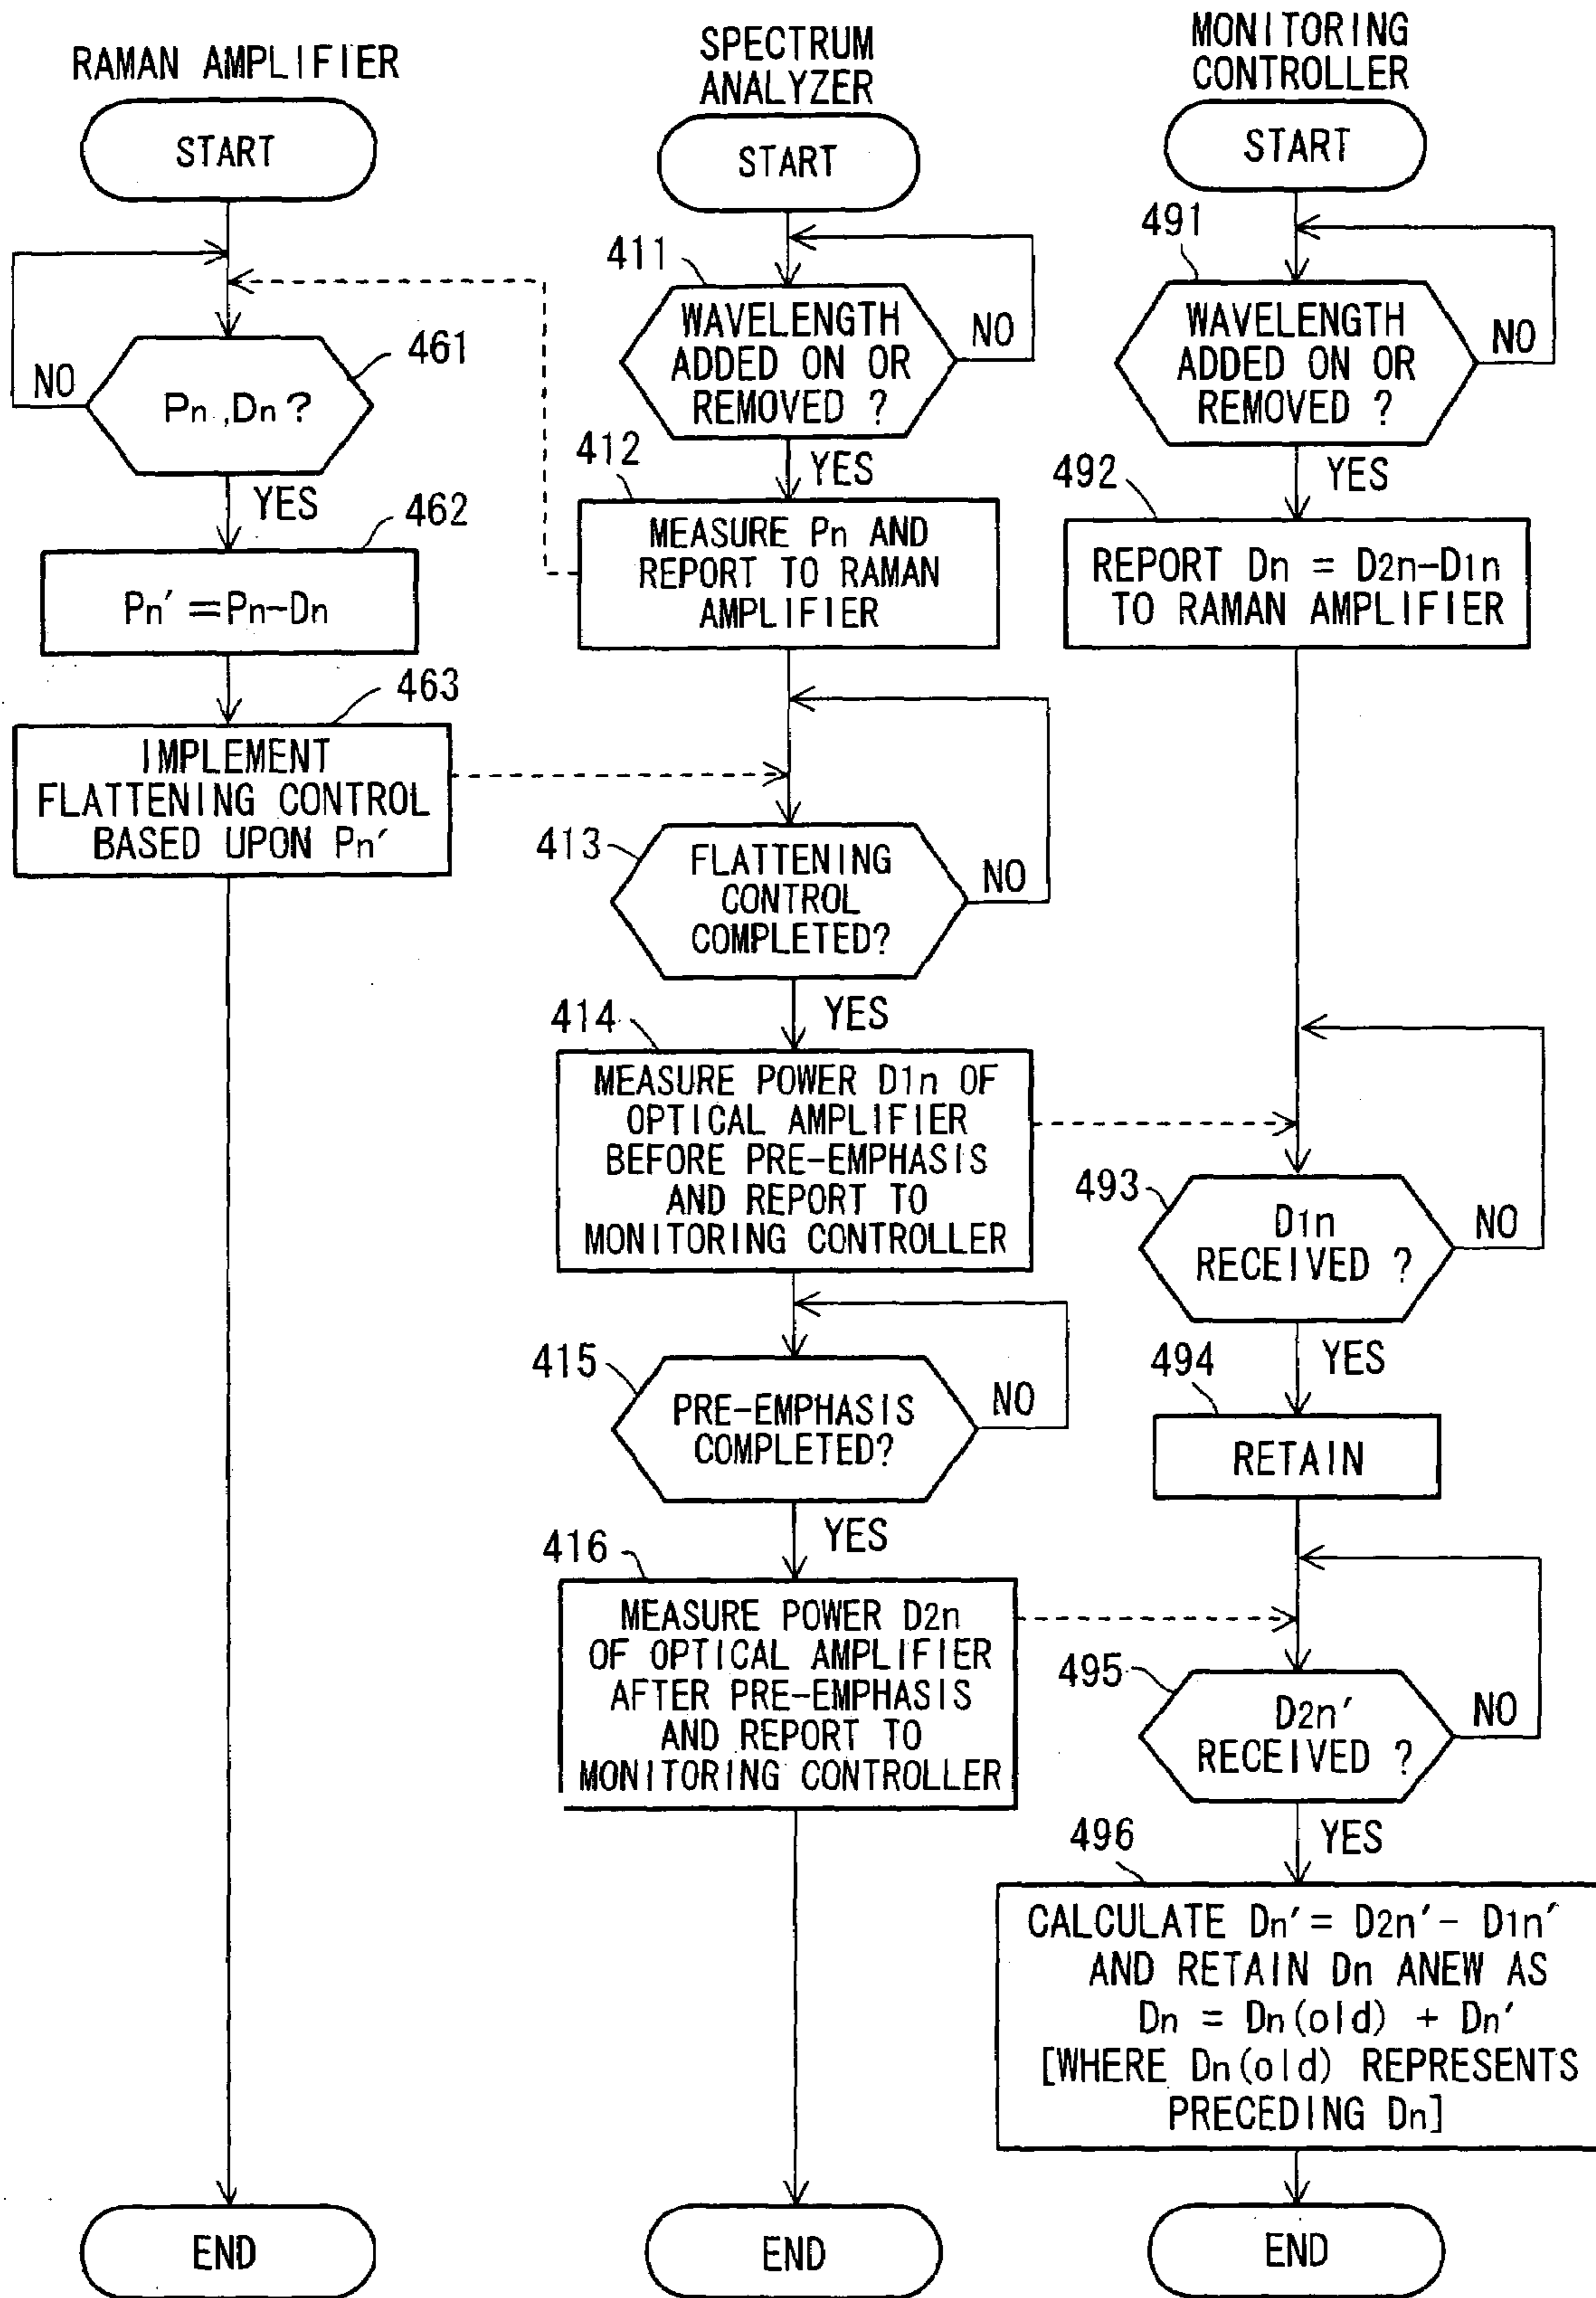 RAMAN AMPLIFIER
START
461
Pn,Dn?
NO
YES
462
Pn′=Pn-Dn
463
IMPLEMENT
FLATTENING CONTROL
BASED UPON Pn′
END
SPECTRUM
ANALYZER
START
411
WAVELENGTH
ADDED ON OR
REMOVED ?
NO
YES
412
MEASURE Pn AND
REPORT TO RAMAN
AMPLIFIER
413
FLATTENING
CONTROL
COMPLETED?
NO
YES
414
MEASURE POWER D1n OF
OPTICAL AMPLIFIER
BEFORE PRE-EMPHASIS
AND REPORT TO
MONITORING CONTROLLER
415
PRE-EMPHASIS
COMPLETED?
NO
YES
416
MEASURE POWER D2n
OF OPTICAL AMPLIFIER
AFTER PRE-EMPHASIS
AND REPORT TO
MONITORING CONTROLLER
END
MONITORING
CONTROLLER
START
491
WAVELENGTH
ADDED ON OR
REMOVED ?
NO
YES
492
REPORT Dn = D2n-D1n
TO RAMAN AMPLIFIER
493
D1n
RECEIVED ?
NO
YES
494
RETAIN
495
D2n′
RECEIVED ?
NO
YES
496
CALCULATE Dn′= D2n′- D1n′
AND RETAIN Dn ANEW AS
Dn = Dn(old) + Dn′
[WHERE Dn(old) REPRESENTS
PRECEDING Dn]
END